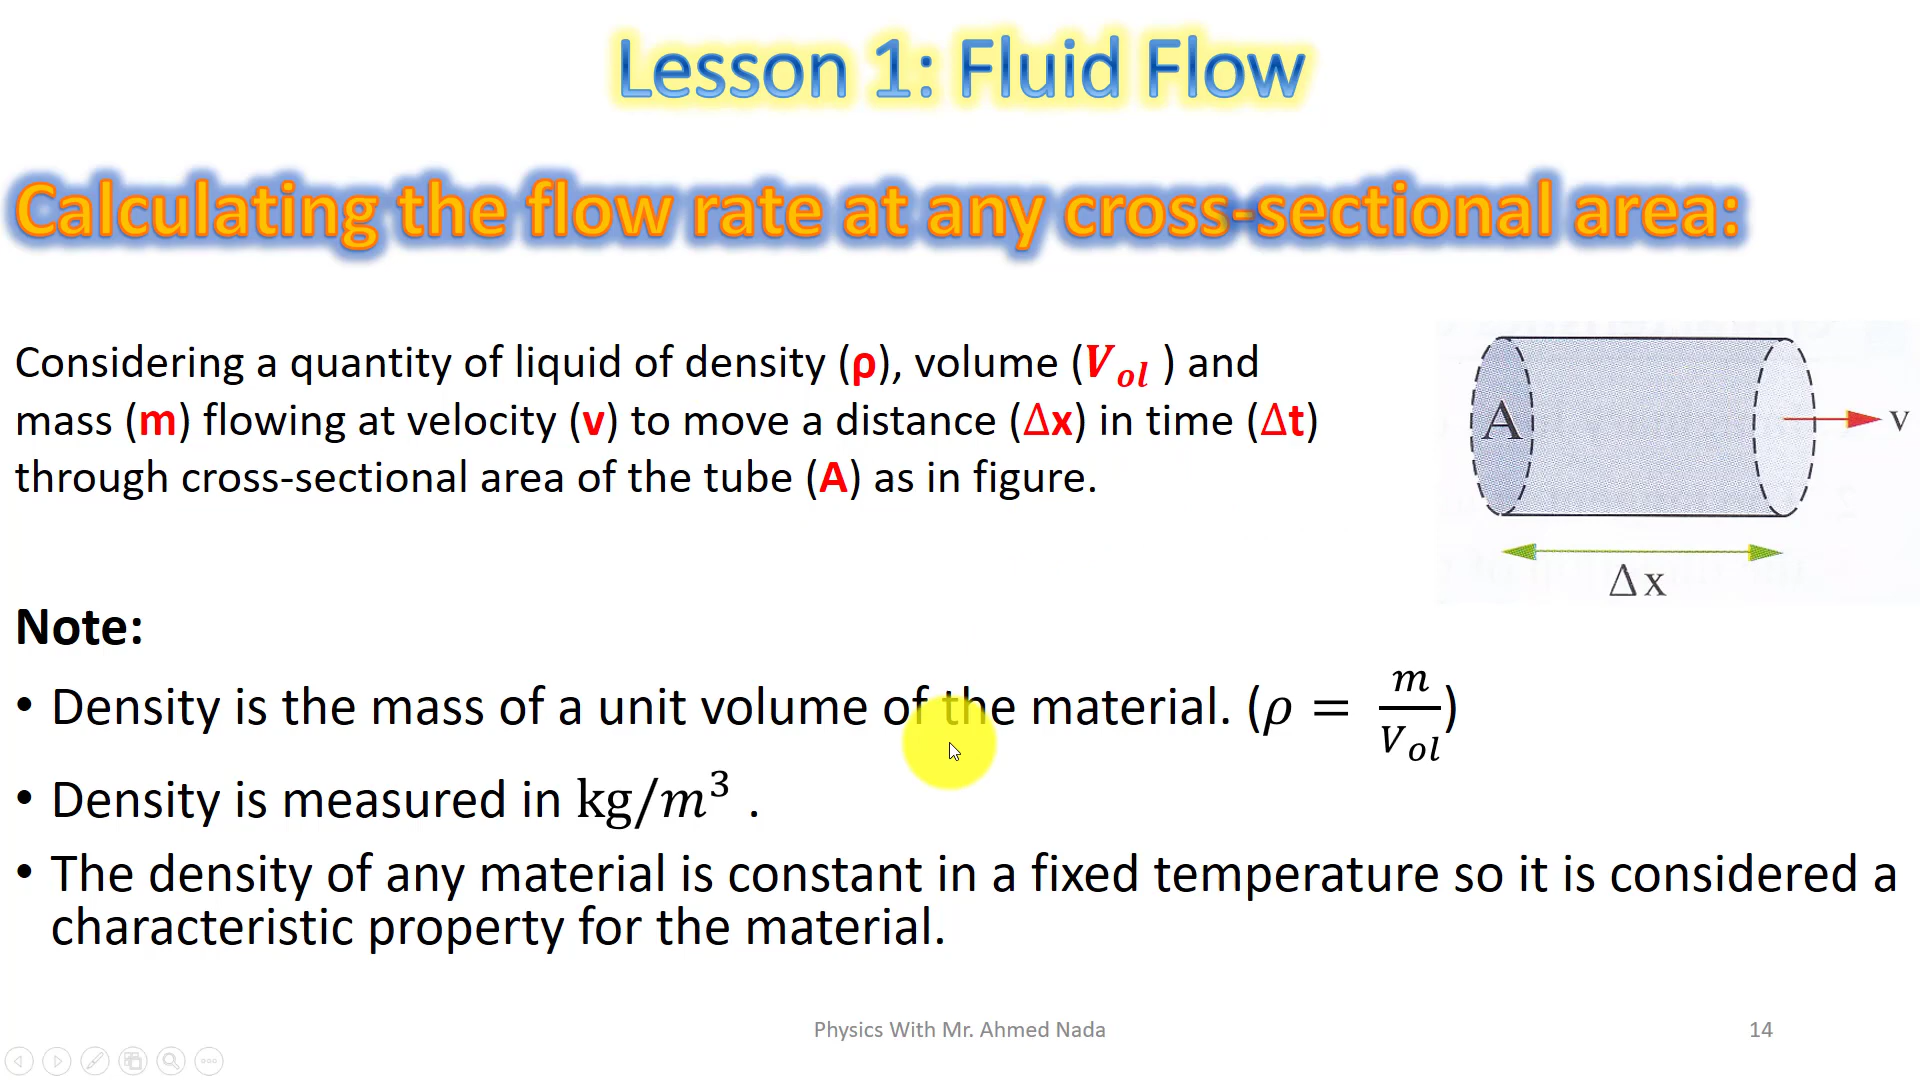 Lesson 1: Fluid Flow
Calculating the flow rate at any cross-sectional area:
Considering a quantity of liquid of density (ρ), volume (V_ol ) and
mass (m) flowing at velocity (v) to move a distance (Δx) in time (Δt)
through cross-sectional area of the tube (A) as in figure.
A
v
Δ x
Note:
• Density is the mass of a unit volume of the material. (ρ = m/V_ol)
• Density is measured in kg/m³ .
• The density of any material is constant in a fixed temperature so it is considered a
characteristic property for the material.
Physics With Mr. Ahmed Nada
14